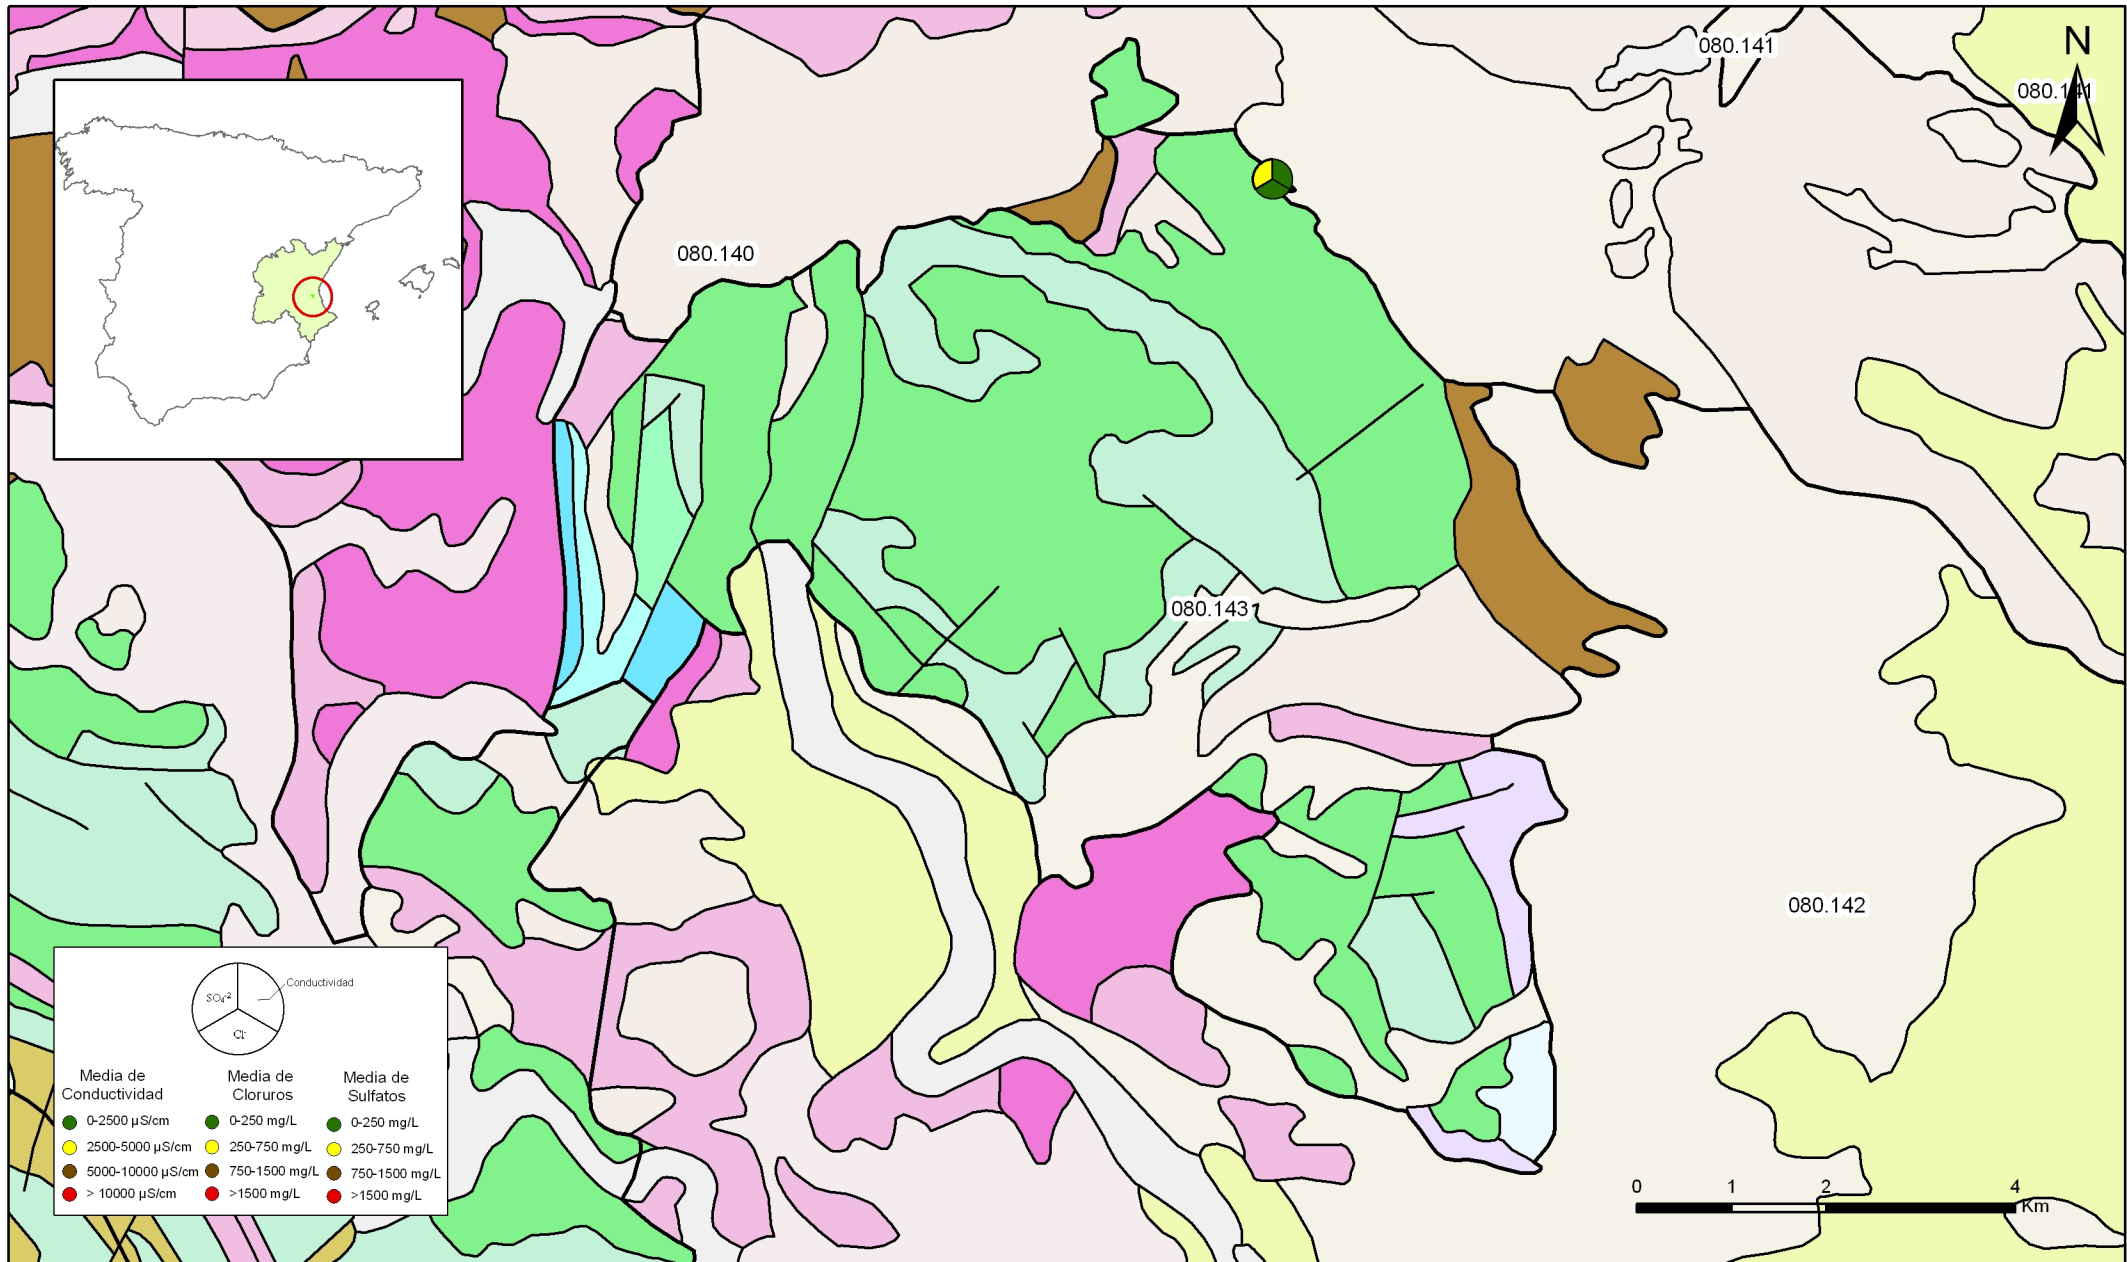 080.141
N
080.141
080.140
080.143
080.142
SO₄⁻²
Conductividad
Cl⁻
Media de
Conductividad
Media de
Cloruros
Media de
Sulfatos
0-2500 µS/cm
0-250 mg/L
0-250 mg/L
2500-5000 µS/cm
250-750 mg/L
250-750 mg/L
5000-10000 µS/cm
750-1500 mg/L
750-1500 mg/L
> 10000 µS/cm
>1500 mg/L
>1500 mg/L
0 1 2 4
Km